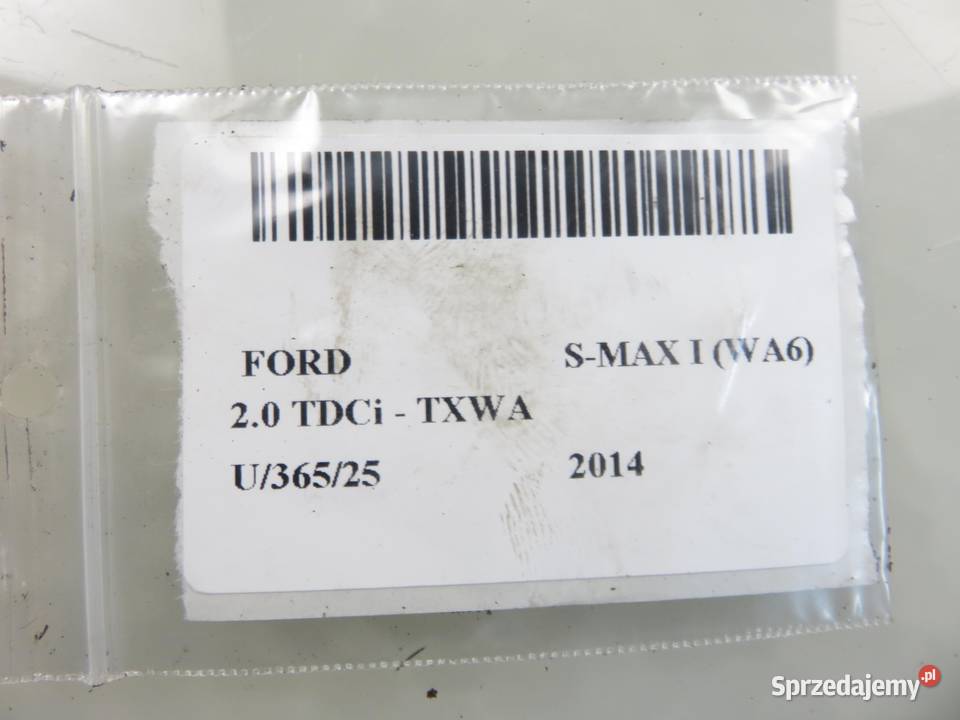 FORD S-MAX I (WA6)
2.0 TDCi - TXWA
U/365/25 2014
Sprzedajemy.pl